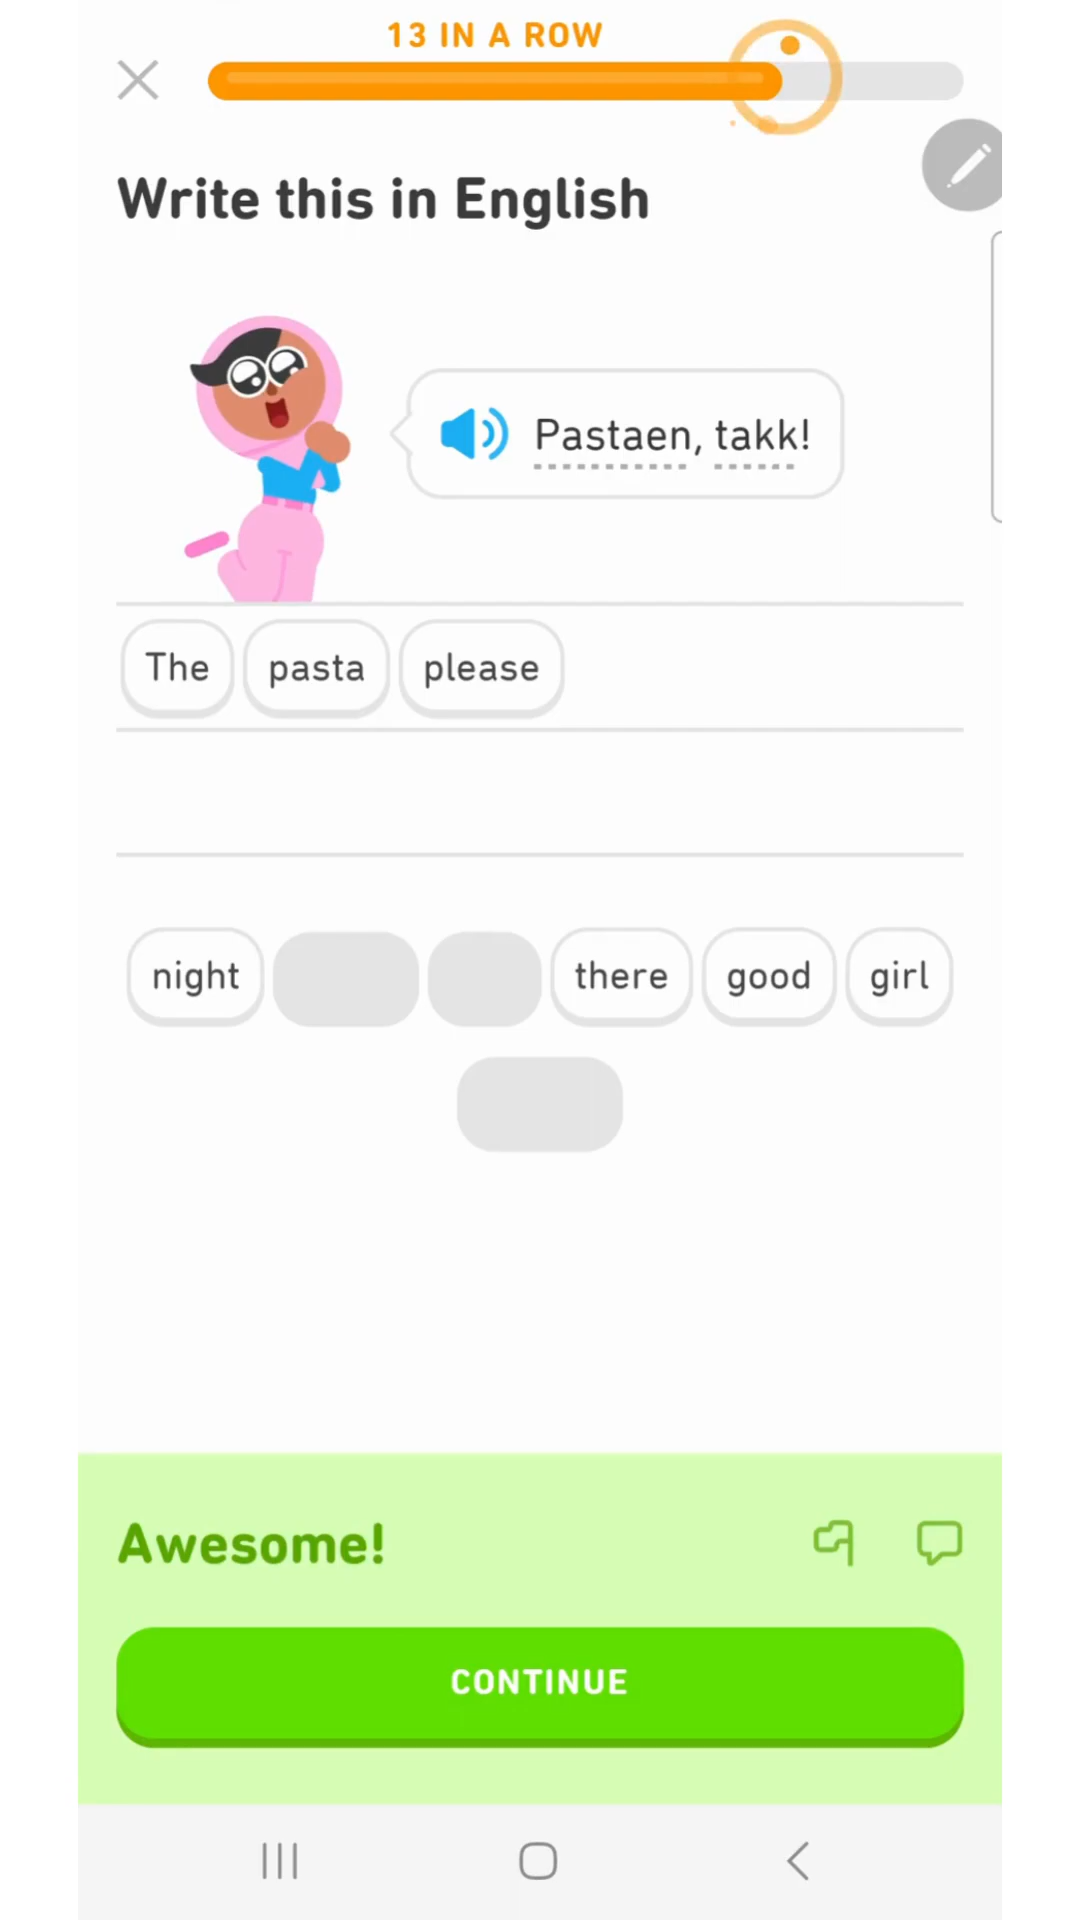 13 IN A ROW
Write this in English
Pastaen, takk!
The pasta please
night there good girl
Awesome!
CONTINUE